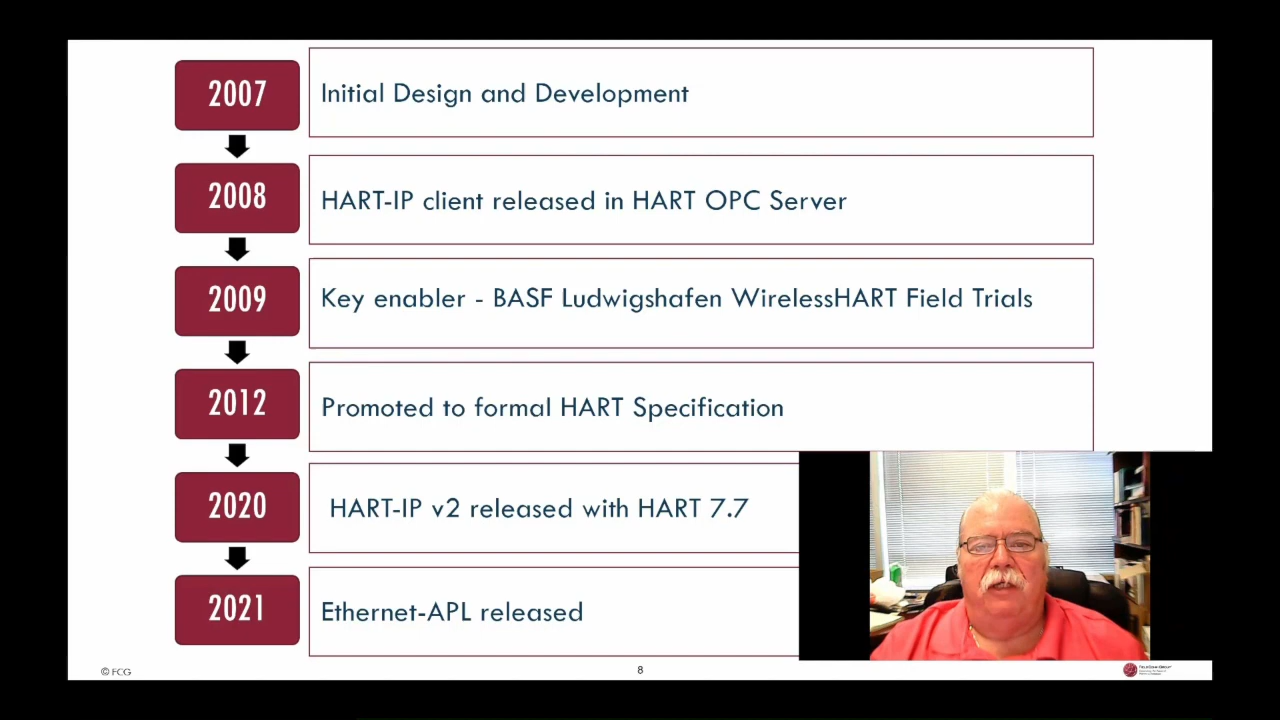 2007
Initial Design and Development
2008
HART-IP client released in HART OPC Server
2009
Key enabler - BASF Ludwigshafen WirelessHART Field Trials
2012
Promoted to formal HART Specification
2020
HART-IP v2 released with HART 7.7
2021
Ethernet-APL released
© FCG
8
FIELDCOMM GROUP